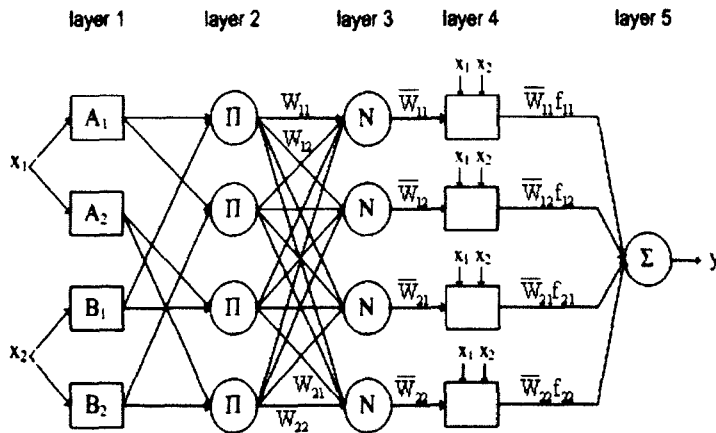 layer 1 layer 2 layer 3 layer 4 layer 5
x₁ x₂
A₁ Π W₁₁ N W̅₁₁ W̅₁₁f₁₁
W₁₂
x₁
x₁ x₂
A₂ Π N W̅₁₂ W̅₁₂f₁₂
Σ y
x₁ x₂
B₁ Π N W̅₂₁ W̅₂₁f₂₁
x₂
x₁ x₂
W₂₁
B₂ Π N W̅₂₂ W̅₂₂f₂₂
W₂₂